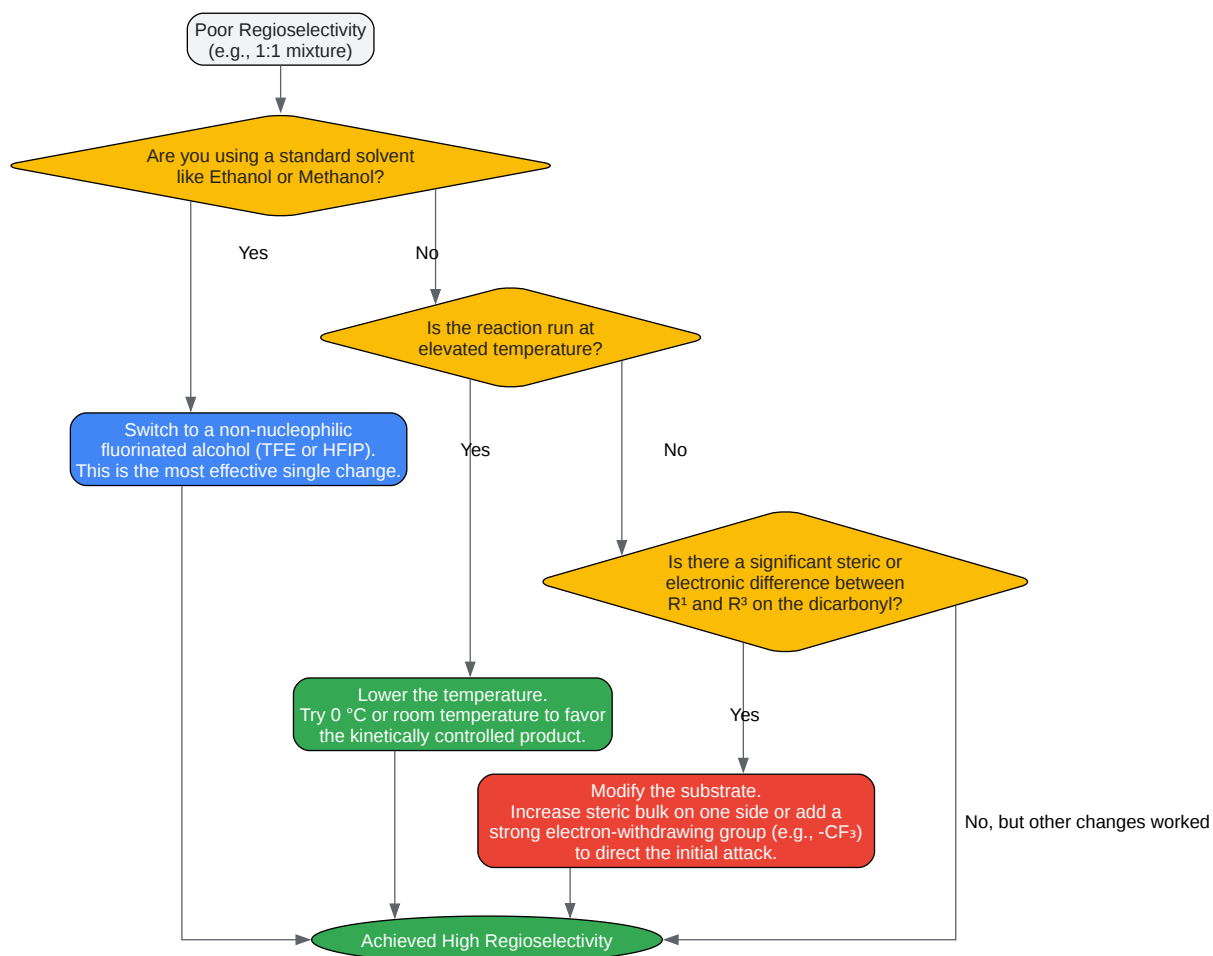 Poor Regioselectivity
(e.g., 1:1 mixture)
Are you using a standard solvent
like Ethanol or Methanol?
Yes
No
Is the reaction run at
elevated temperature?
Switch to a non-nucleophilic
fluorinated alcohol (TFE or HFIP).
This is the most effective single change.
Yes
No
Is there a significant steric or
electronic difference between
R¹ and R³ on the dicarbonyl?
Lower the temperature.
Try 0 °C or room temperature to favor
the kinetically controlled product.
Yes
Modify the substrate.
Increase steric bulk on one side or add a
strong electron-withdrawing group (e.g., -CF₃)
to direct the initial attack.
No, but other changes worked
Achieved High Regioselectivity